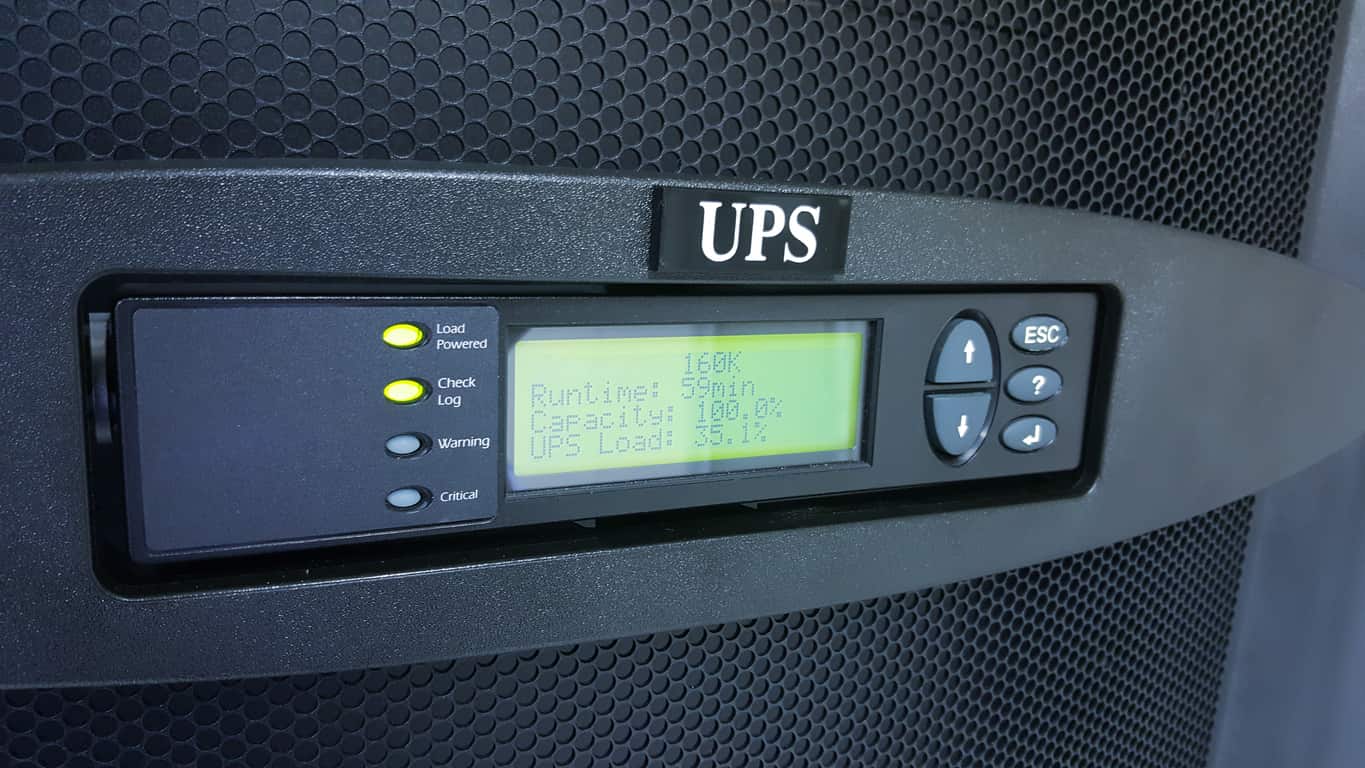 UPS
Load
Powered
Check
Log
Warning
Critical
160K
Runtime: 59min
Capacity: 100.0%
UPS Load: 35.1%
ESC
?